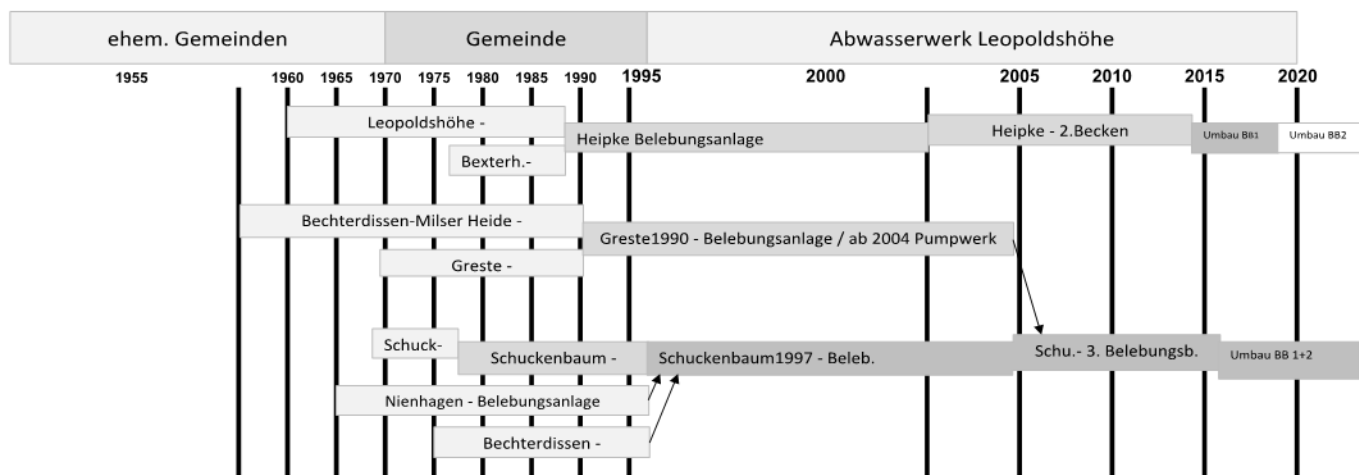 ehem. Gemeinden Gemeinde Abwasserwerk Leopoldshöhe
1955 1960 1965 1970 1975 1980 1985 1990 1995 2000 2005 2010 2015 2020
Leopoldshöhe -
Heipke Belebungsanlage
Heipke - 2.Becken
Umbau BB1
Umbau BB2
Bexterh.-
Bechterdissen-Milser Heide -
Greste1990 - Belebungsanlage / ab 2004 Pumpwerk
Greste -
Schuck-
Schuckenbaum -
Schuckenbaum1997 - Beleb.
Schu.- 3. Belebungsb.
Umbau BB 1+2
Nienhagen - Belebungsanlage
Bechterdissen -